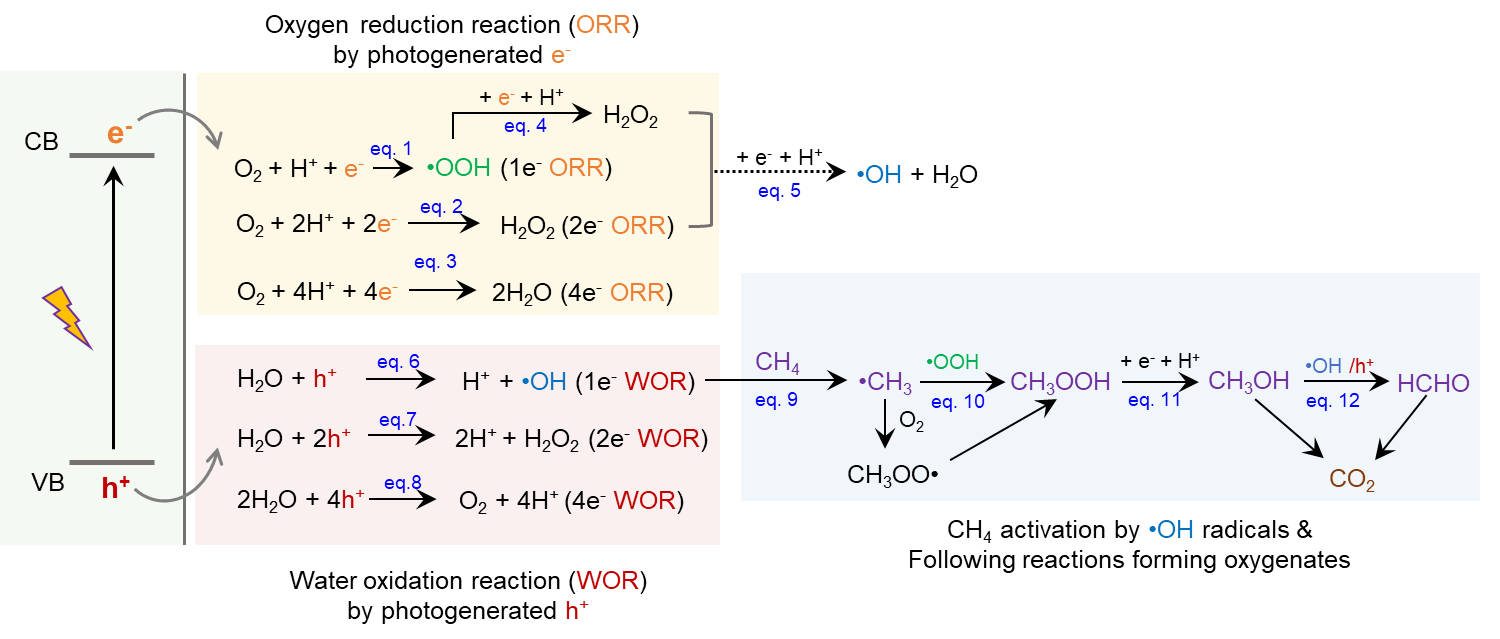 Oxygen reduction reaction (ORR)
by photogenerated e⁻
CB
e⁻
+ e⁻ + H⁺
eq. 4
H₂O₂
O₂ + H⁺ + e⁻
eq. 1
•OOH (1e⁻ ORR)
+ e⁻ + H⁺
eq. 5
•OH + H₂O
O₂ + 2H⁺ + 2e⁻
eq. 2
H₂O₂ (2e⁻ ORR)
O₂ + 4H⁺ + 4e⁻
eq. 3
2H₂O (4e⁻ ORR)
VB
h⁺
H₂O + h⁺
eq. 6
H⁺ + •OH (1e⁻ WOR)
H₂O + 2h⁺
eq.7
2H⁺ + H₂O₂ (2e⁻ WOR)
2H₂O + 4h⁺
eq.8
O₂ + 4H⁺ (4e⁻ WOR)
Water oxidation reaction (WOR)
by photogenerated h⁺
CH₄
eq. 9
•CH₃
•OOH
eq. 10
CH₃OOH
+ e⁻ + H⁺
eq. 11
CH₃OH
•OH /h⁺
eq. 12
HCHO
O₂
CH₃OO•
CO₂
CH₄ activation by •OH radicals &
Following reactions forming oxygenates